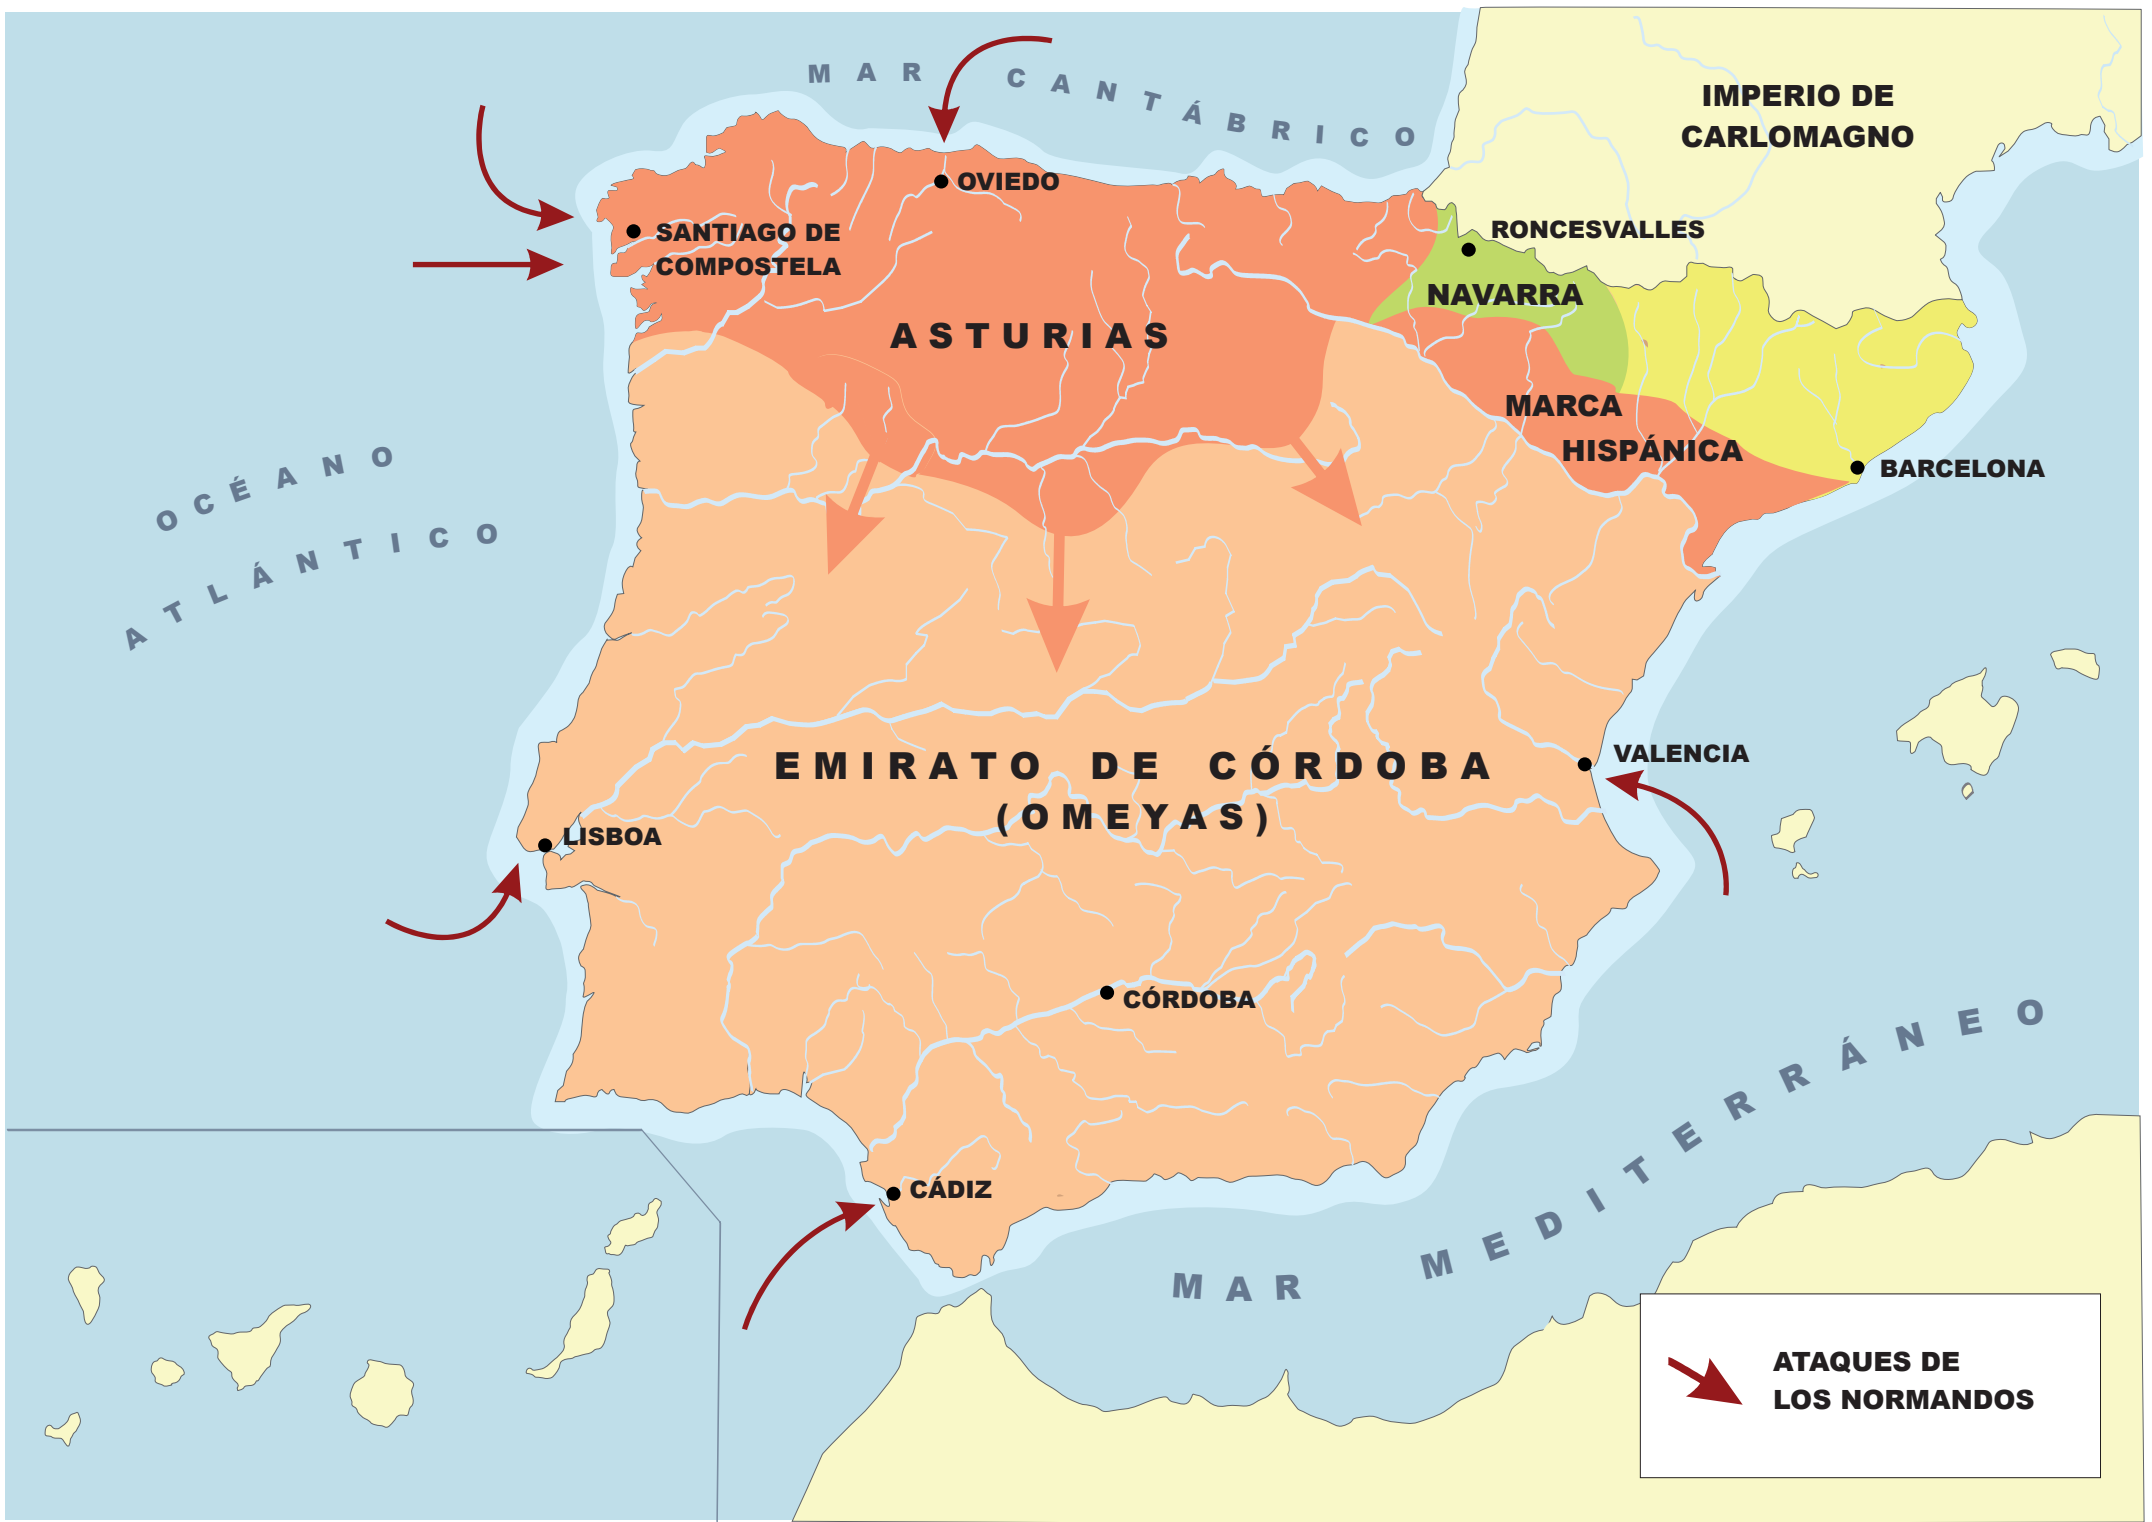 MAR CANTÁBRICO
IMPERIO DE
CARLOMAGNO
OVIEDO
SANTIAGO DE
COMPOSTELA
RONCESVALLES
NAVARRA
ASTURIAS
MARCA
HISPÁNICA
BARCELONA
OCÉANO
ATLÁNTICO
EMIRATO DE CÓRDOBA
(OMEYAS)
VALENCIA
LISBOA
CÓRDOBA
CÁDIZ
MAR MEDITERRÁNEO
ATAQUES DE
LOS NORMANDOS